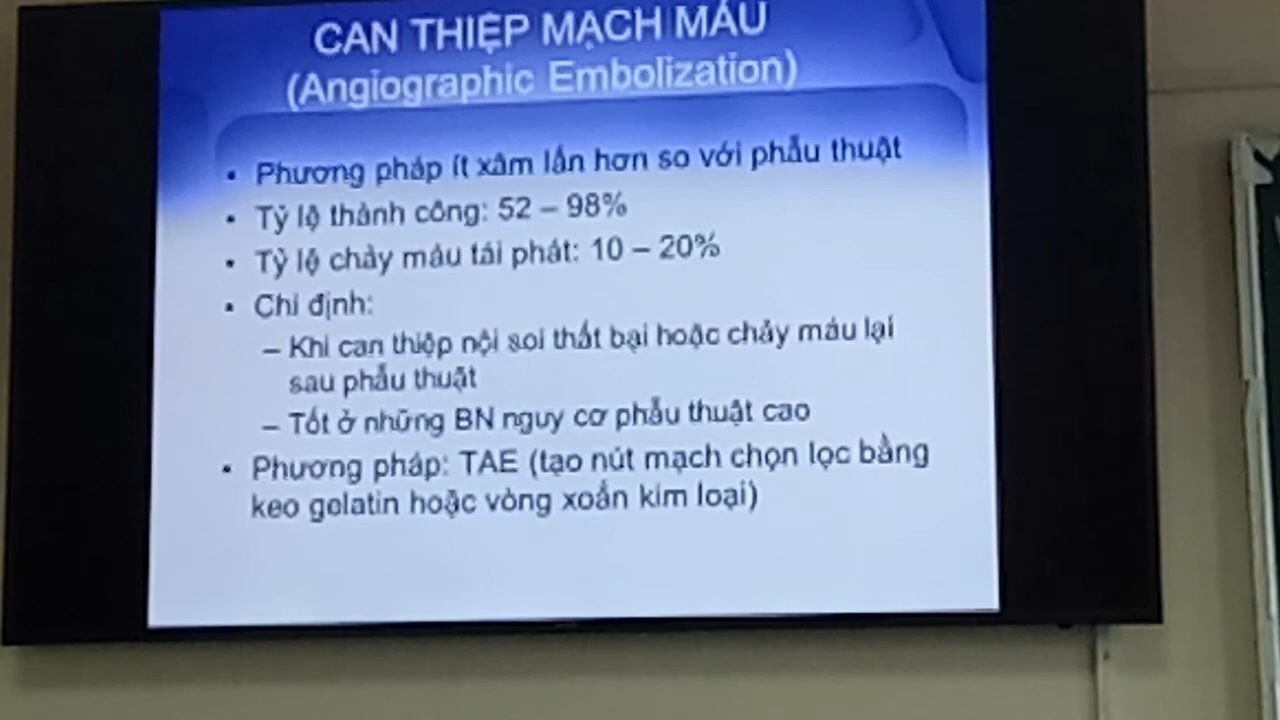 CAN THIỆP MẠCH MÁU
(Angiographic Embolization)
• Phương pháp ít xâm lấn hơn so với phẫu thuật
• Tỷ lệ thành công: 52 – 98%
• Tỷ lệ chảy máu tái phát: 10 – 20%
• Chỉ định:
– Khi can thiệp nội soi thất bại hoặc chảy máu lại
sau phẫu thuật
– Tốt ở những BN nguy cơ phẫu thuật cao
• Phương pháp: TAE (tạo nút mạch chọn lọc bằng
keo gelatin hoặc vòng xoắn kim loại)